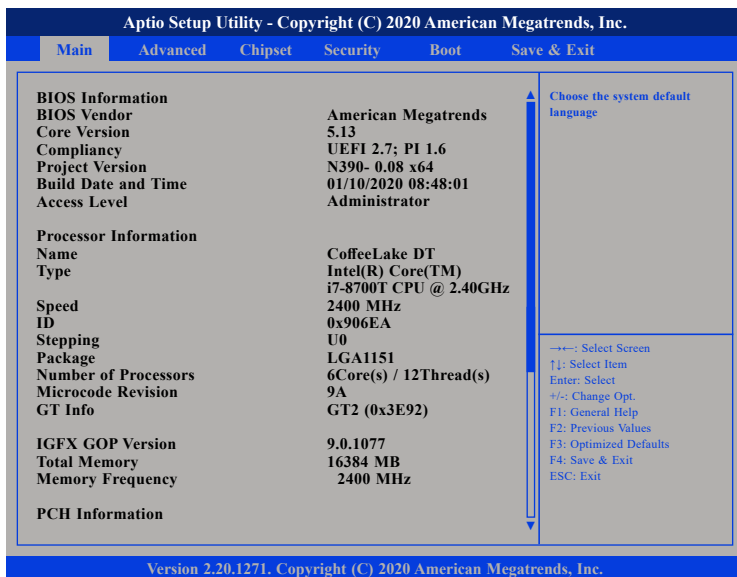 Aptio Setup Utility - Copyright (C) 2020 American Megatrends, Inc.
Main Advanced Chipset Security Boot Save & Exit
BIOS Information
BIOS Vendor American Megatrends
Core Version 5.13
Compliancy UEFI 2.7; PI 1.6
Project Version N390- 0.08 x64
Build Date and Time 01/10/2020 08:48:01
Access Level Administrator
Processor Information
Name CoffeeLake DT
Type Intel(R) Core(TM)
i7-8700T CPU @ 2.40GHz
Speed 2400 MHz
ID 0x906EA
Stepping U0
Package LGA1151
Number of Processors 6Core(s) / 12Thread(s)
Microcode Revision 9A
GT Info GT2 (0x3E92)
IGFX GOP Version 9.0.1077
Total Memory 16384 MB
Memory Frequency 2400 MHz
PCH Information
Choose the system default
language
→←: Select Screen
↑↓: Select Item
Enter: Select
+/-: Change Opt.
F1: General Help
F2: Previous Values
F3: Optimized Defaults
F4: Save & Exit
ESC: Exit
Version 2.20.1271. Copyright (C) 2020 American Megatrends, Inc.